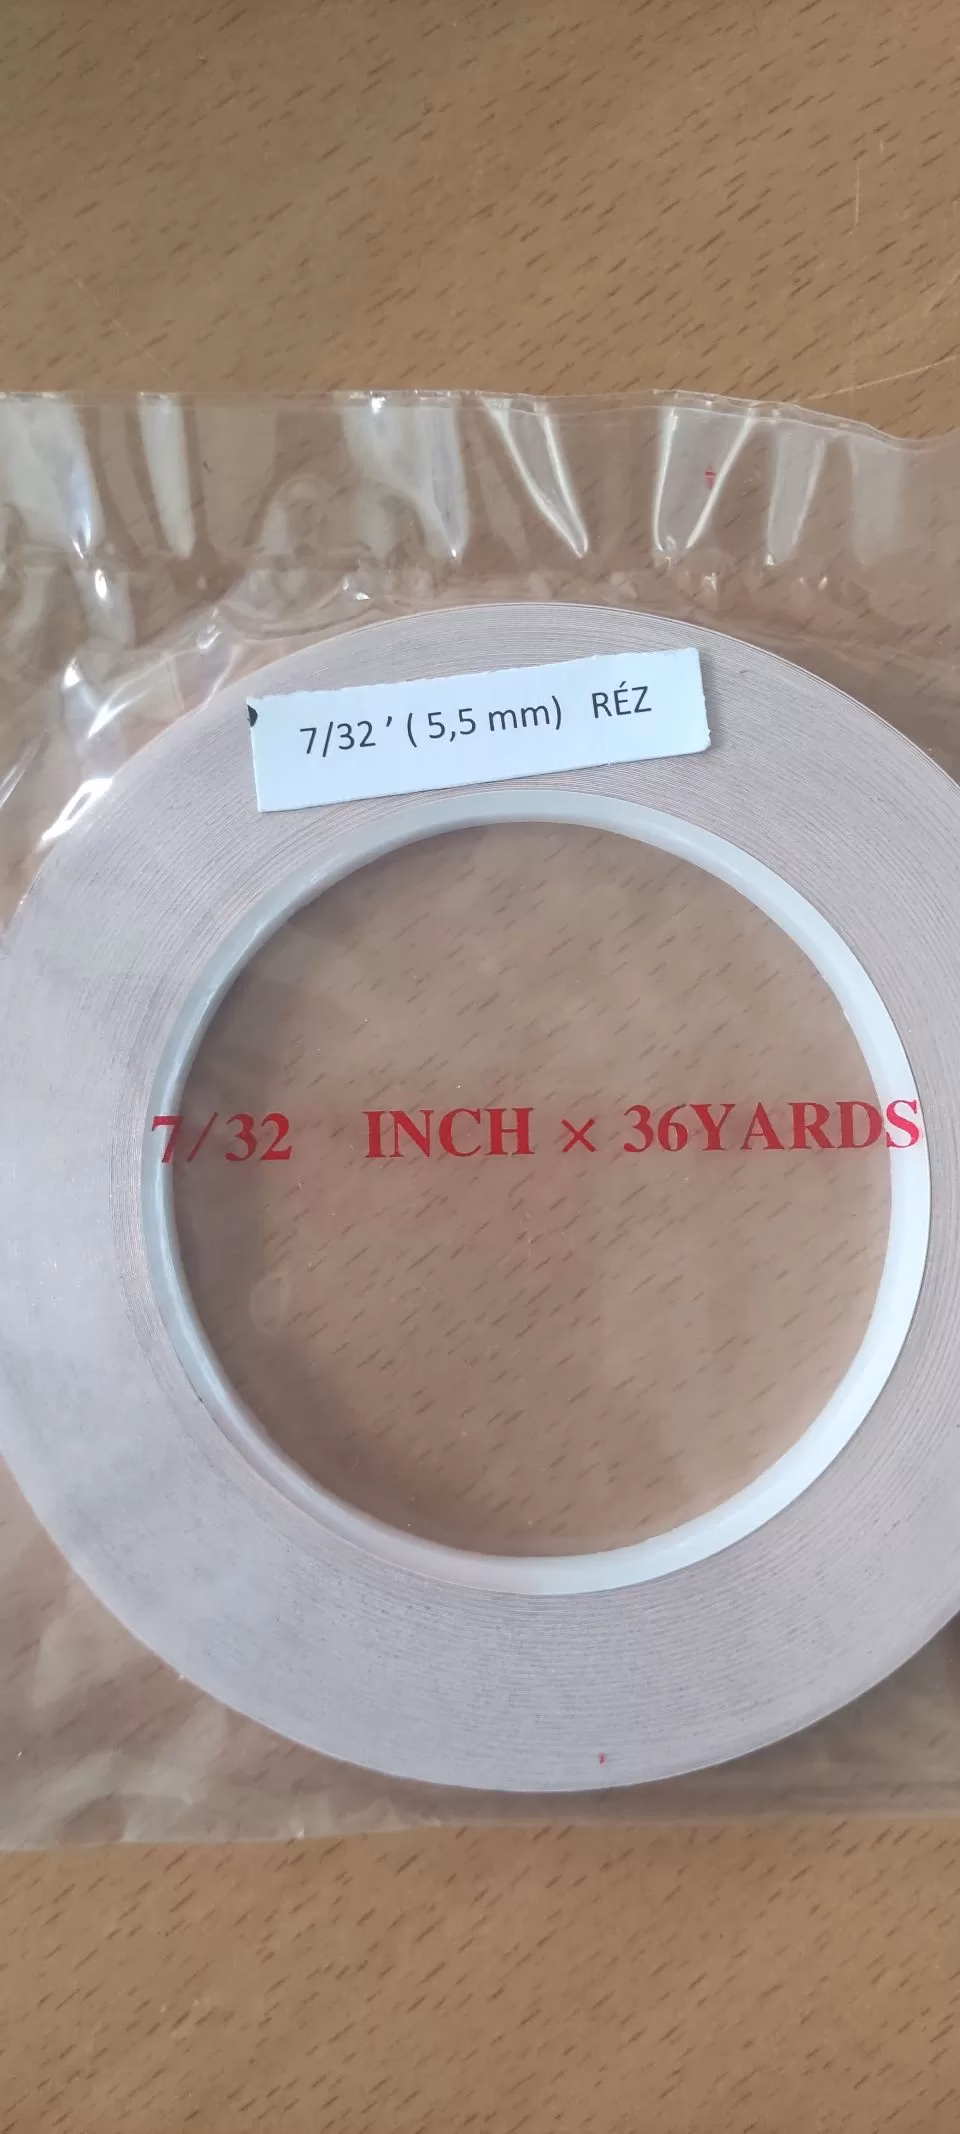 7/32 ’ ( 5,5 mm) RÉZ
7/32 INCH × 36YARDS